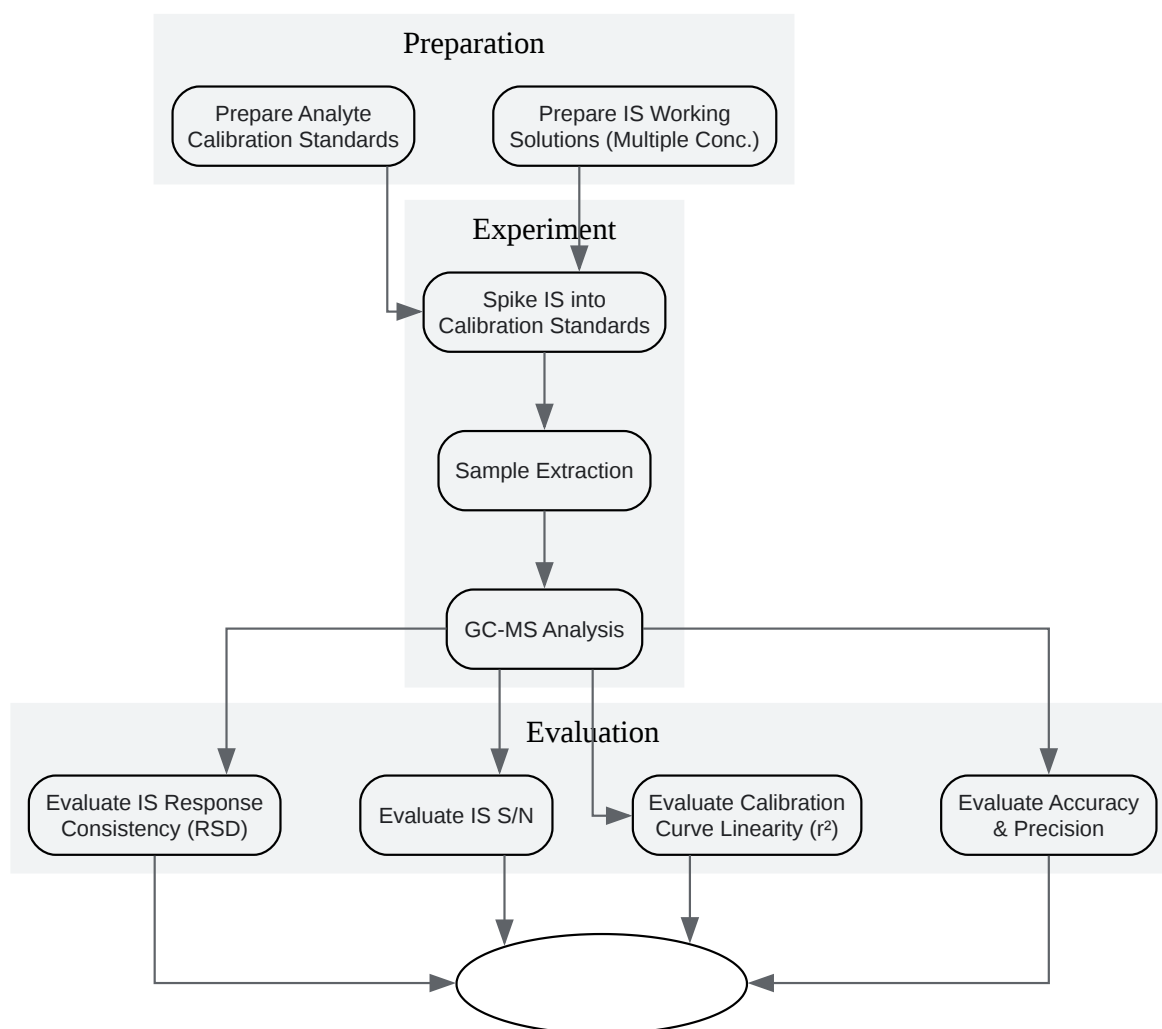 Preparation
Prepare Analyte
Calibration Standards
Prepare IS Working
Solutions (Multiple Conc.)
Experiment
Spike IS into
Calibration Standards
Sample Extraction
GC-MS Analysis
Evaluation
Evaluate IS Response
Consistency (RSD)
Evaluate IS S/N
Evaluate Calibration
Curve Linearity (r²)
Evaluate Accuracy
& Precision